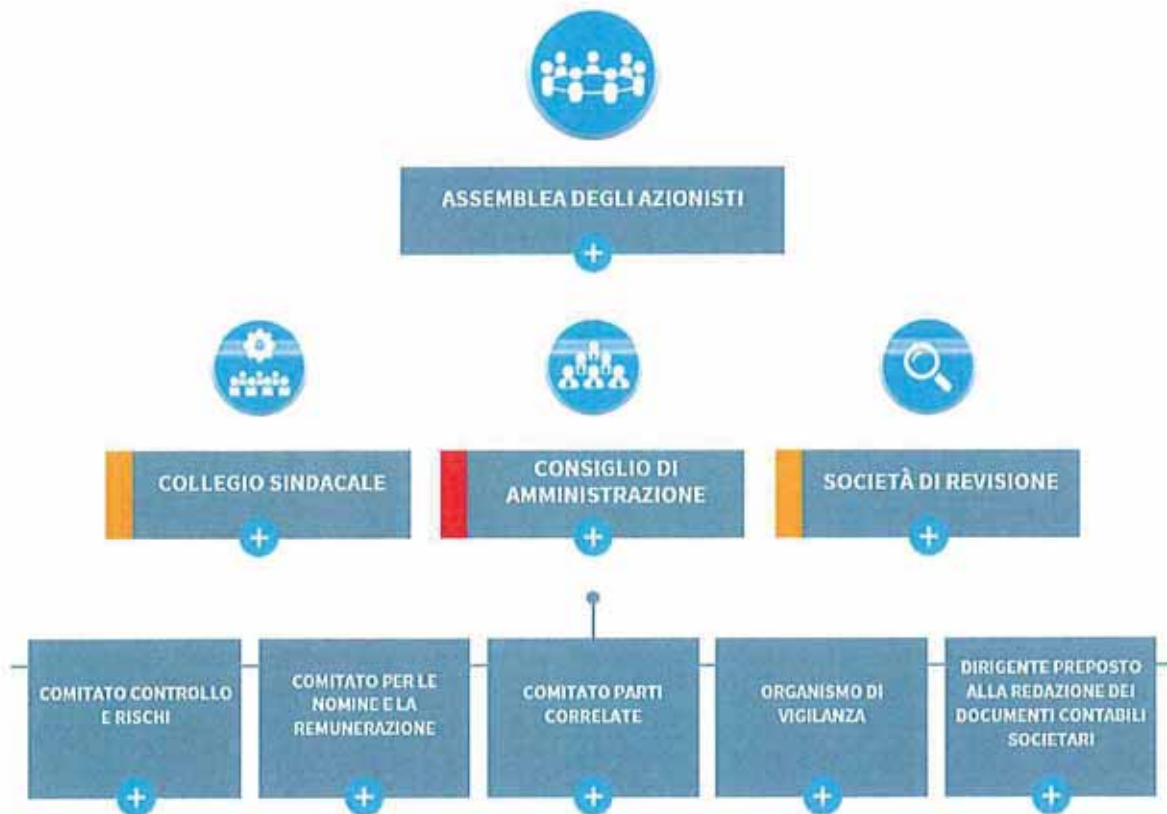 ASSEMBLEA DEGLI AZIONISTI
COLLEGIO SINDACALE
CONSIGLIO DI
AMMINISTRAZIONE
SOCIETÀ DI REVISIONE
COMITATO CONTROLLO
E RISCHI
COMITATO PER LE
NOMINE E LA
REMUNERAZIONE
COMITATO PARTI
CORRELATE
ORGANISMO DI
VIGILANZA
DIRIGENTE PREPOSTO
ALLA REDAZIONE DEI
DOCUMENTI CONTABILI
SOCIETARI